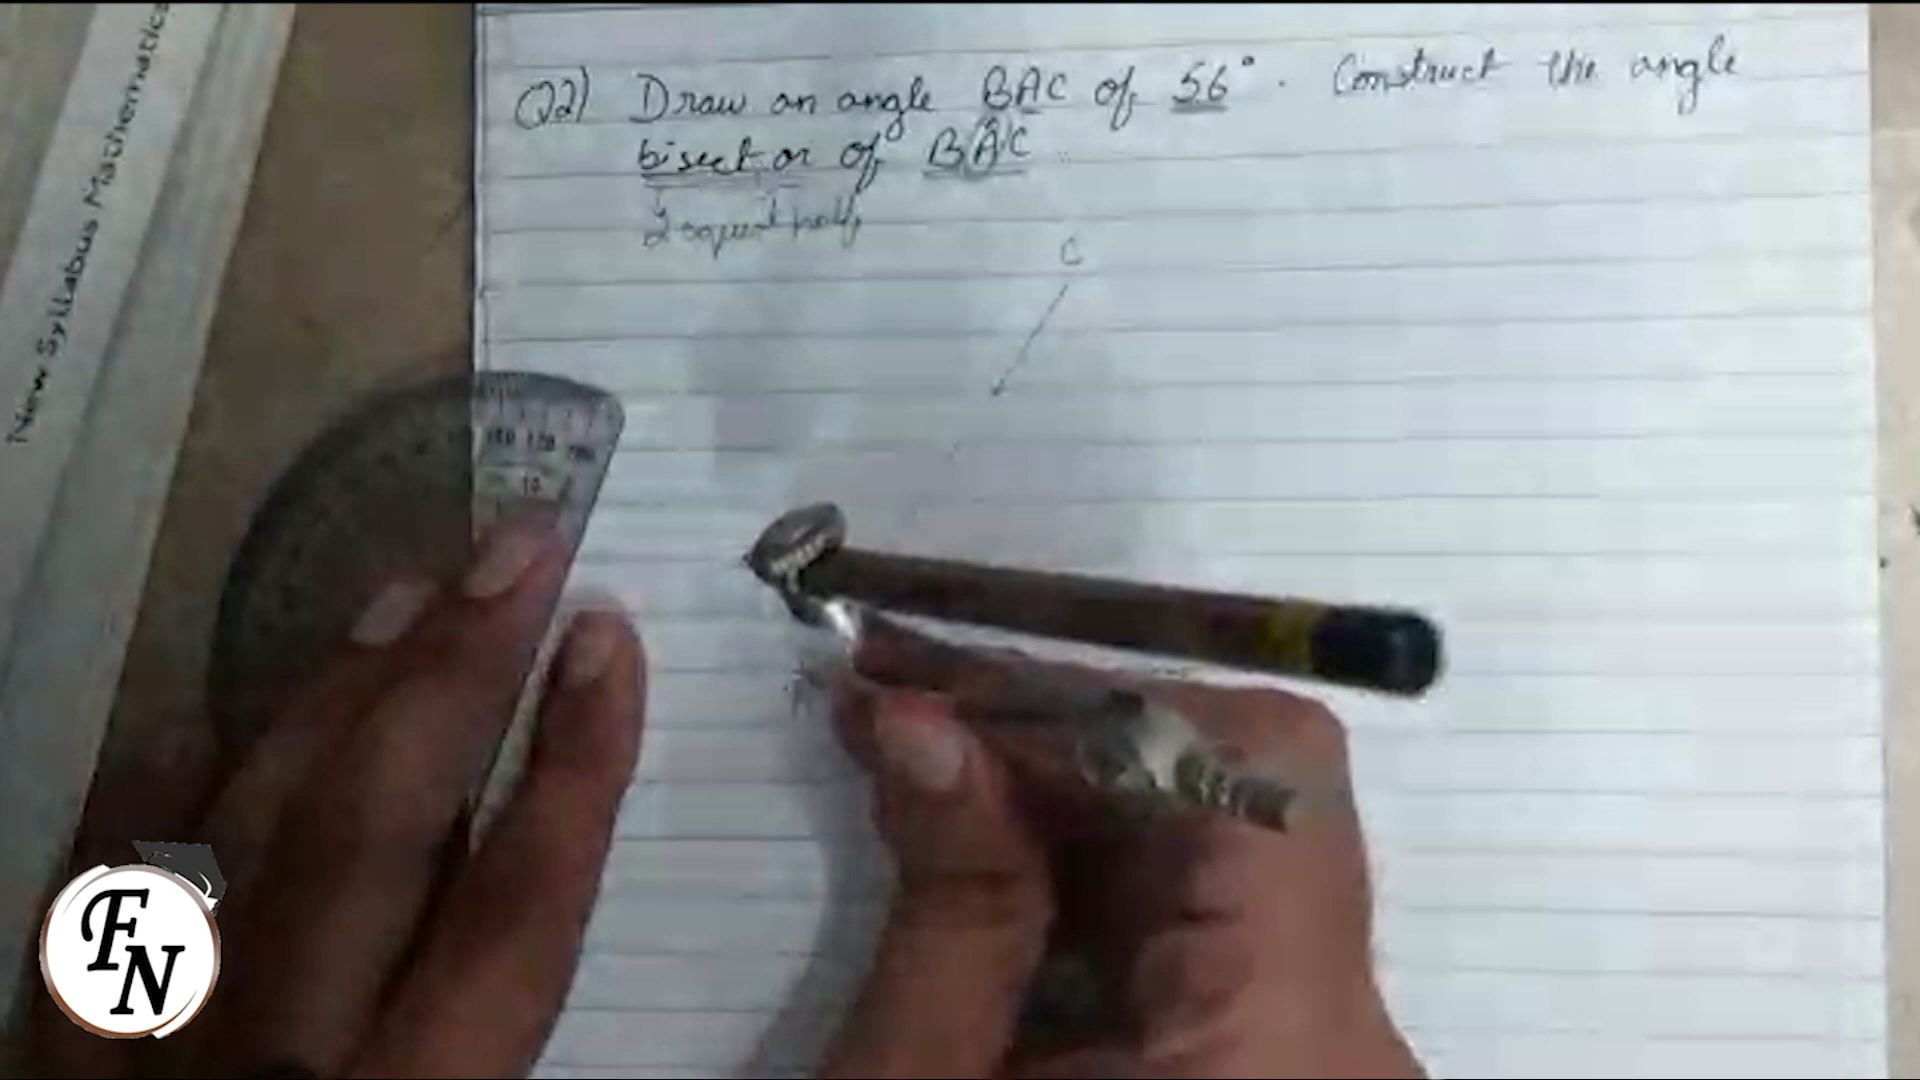 Q2) Draw an angle BAC of 56°. Construct the angle
bisector of BÂC
2 equal half
C
New Syllabus Mathematics
10
A
FN